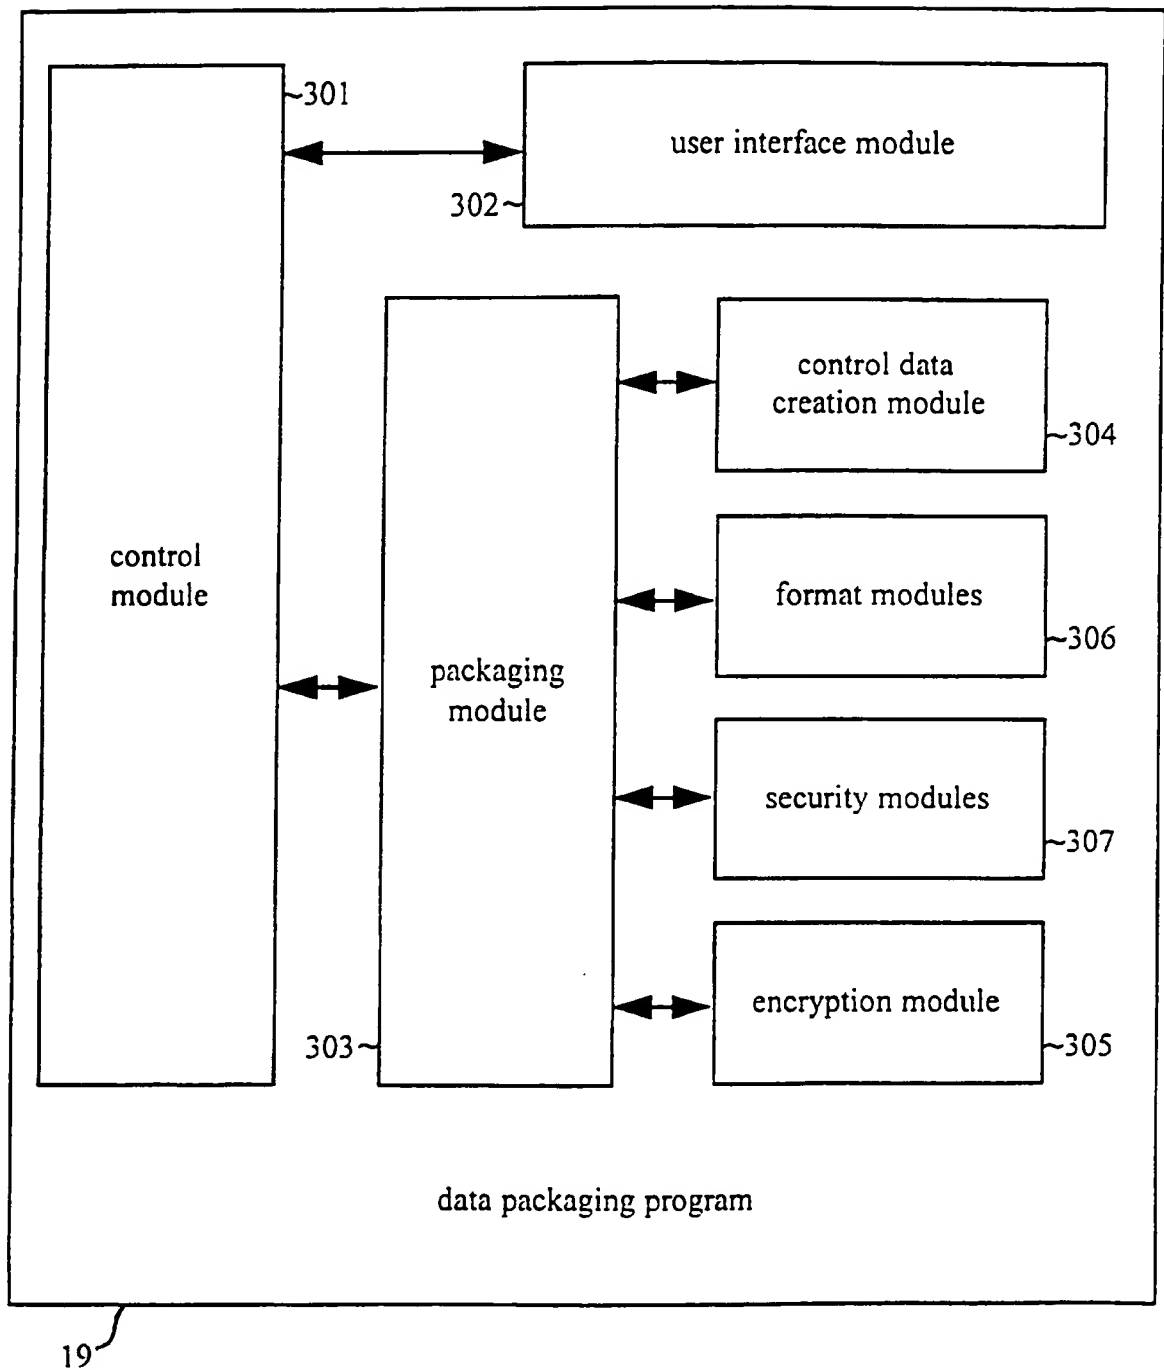 301
user interface module
302
control data
creation module
304
control
module
format modules
306
packaging
module
security modules
307
encryption module
303
305
data packaging program
19